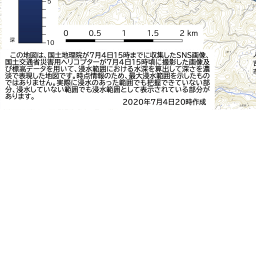 5
10
0 0.5 1 1.5 2 km
この地図は、国土地理院が7月4日15時までに収集したSNS画像、
国土交通省災害用ヘリコプターが7月4日15時頃に撮影した画像及
び標高データを用いて、浸水範囲における水深を算出して深さを濃
淡で表現した地図です。時点情報のため、最大浸水範囲を示したもの
ではありません。実際に浸水のあった範囲でも把握できていない部
分、浸水していない範囲でも浸水範囲として表示されている部分が
あります。
2020年7月4日20時作成